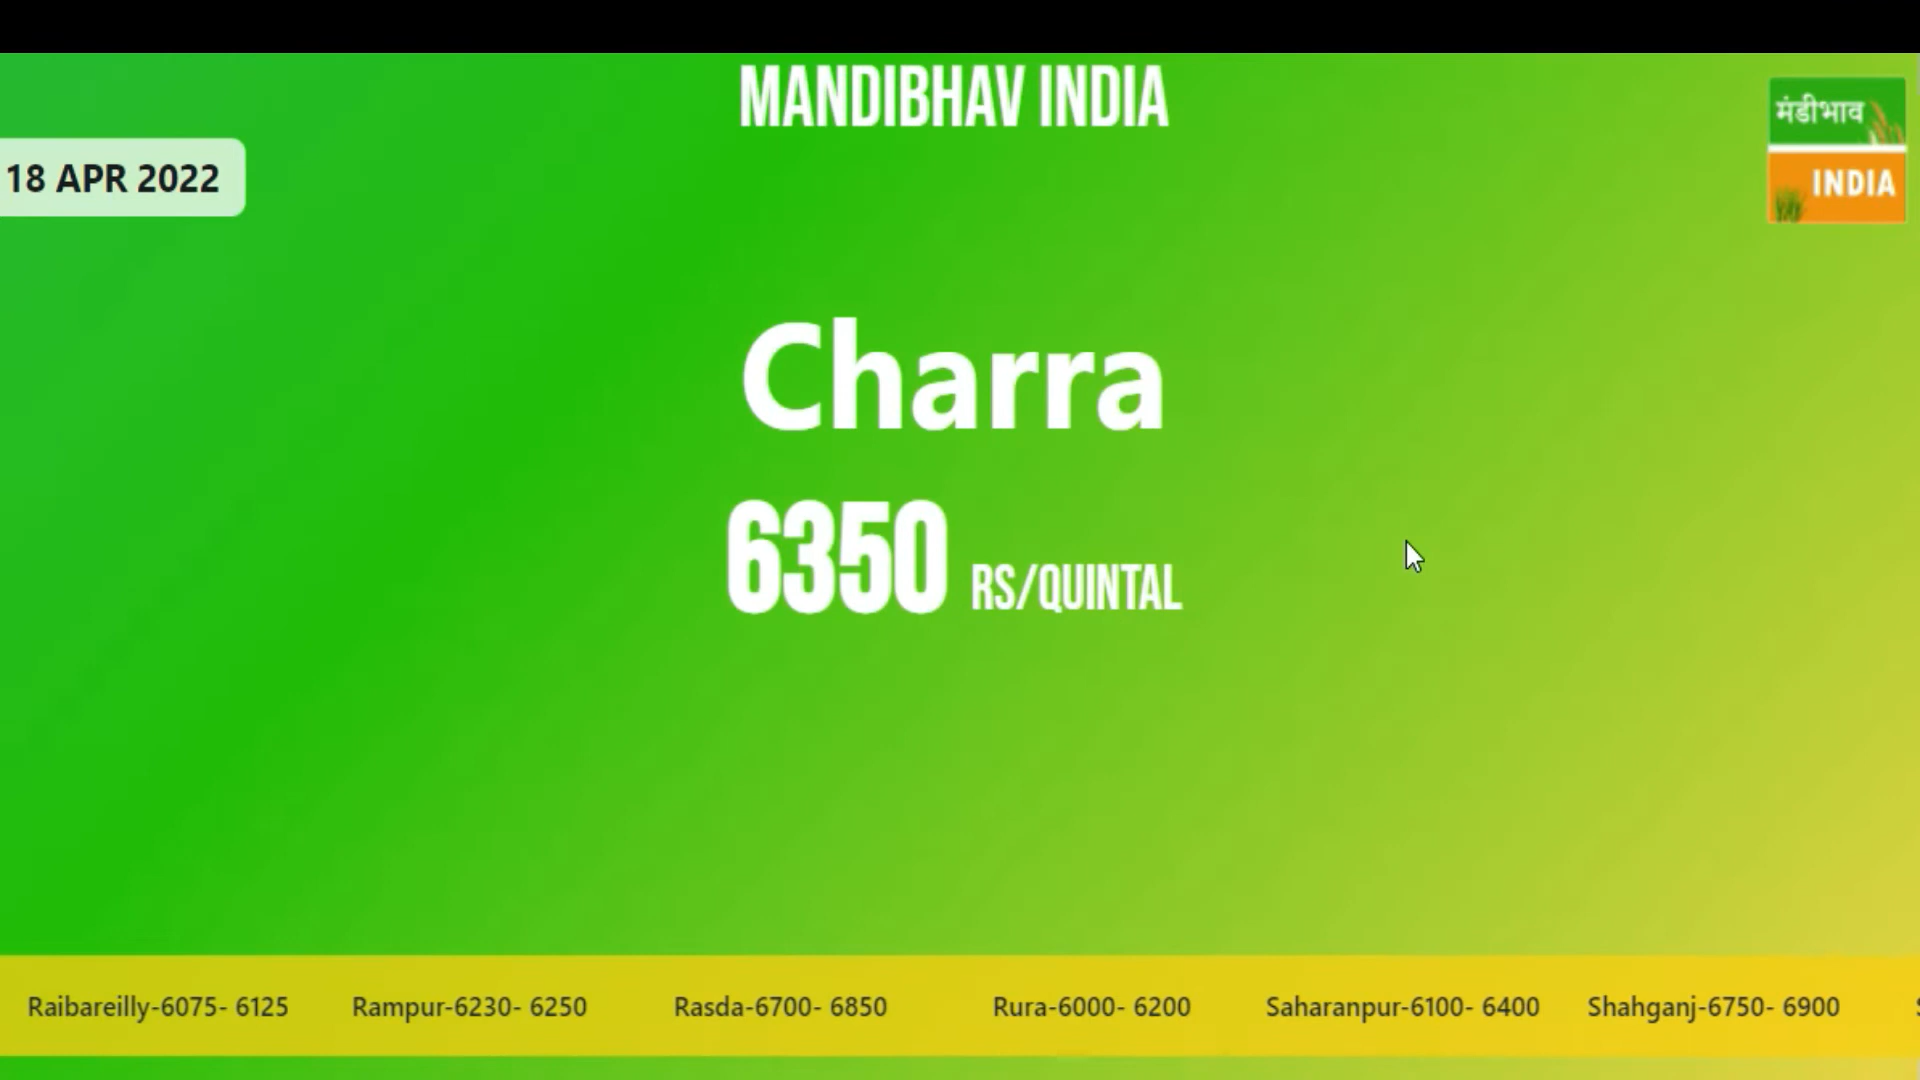 MANDIBHAV INDIA
मंडीभाव
INDIA
18 APR 2022
Charra
6350 RS/QUINTAL
Raibareilly-6075- 6125 Rampur-6230- 6250 Rasda-6700- 6850 Rura-6000- 6200 Saharanpur-6100- 6400 Shahganj-6750- 6900